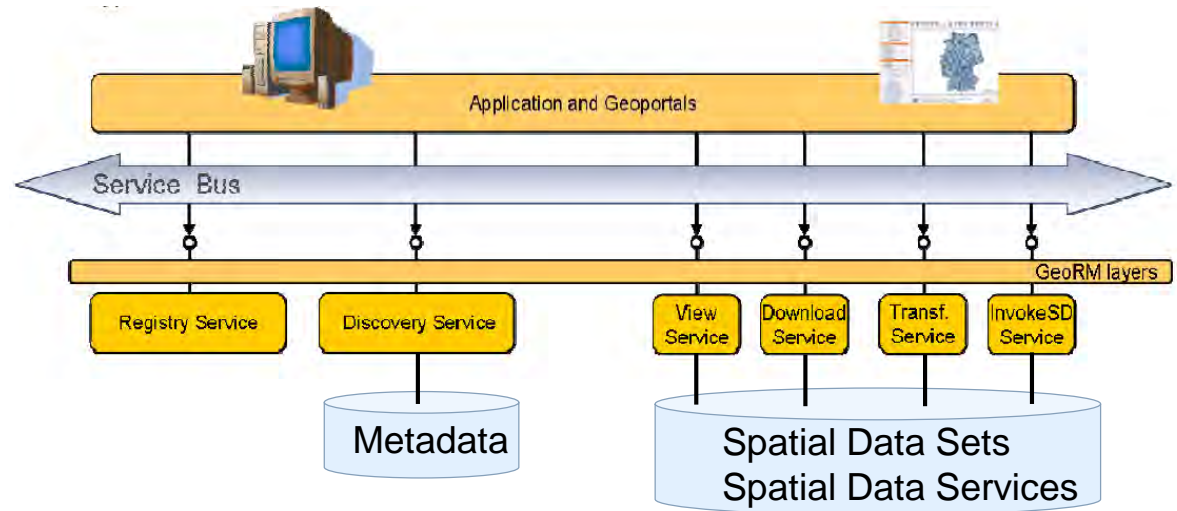 Application and Geoportals
Service Bus
GeoRM layers
Registry Service
Discovery Service
View
Service
Download
Service
Transf.
Service
InvokeSD
Service
Metadata
Spatial Data Sets
Spatial Data Services